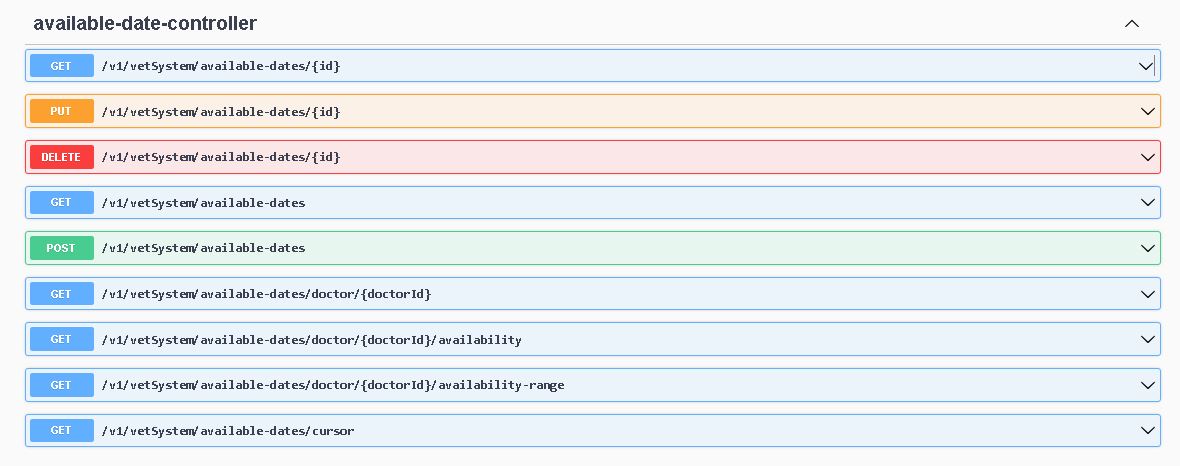 available-date-controller
GET /v1/vetSystem/available-dates/{id}
PUT /v1/vetSystem/available-dates/{id}
DELETE /v1/vetSystem/available-dates/{id}
GET /v1/vetSystem/available-dates
POST /v1/vetSystem/available-dates
GET /v1/vetSystem/available-dates/doctor/{doctorId}
GET /v1/vetSystem/available-dates/doctor/{doctorId}/availability
GET /v1/vetSystem/available-dates/doctor/{doctorId}/availability-range
GET /v1/vetSystem/available-dates/cursor